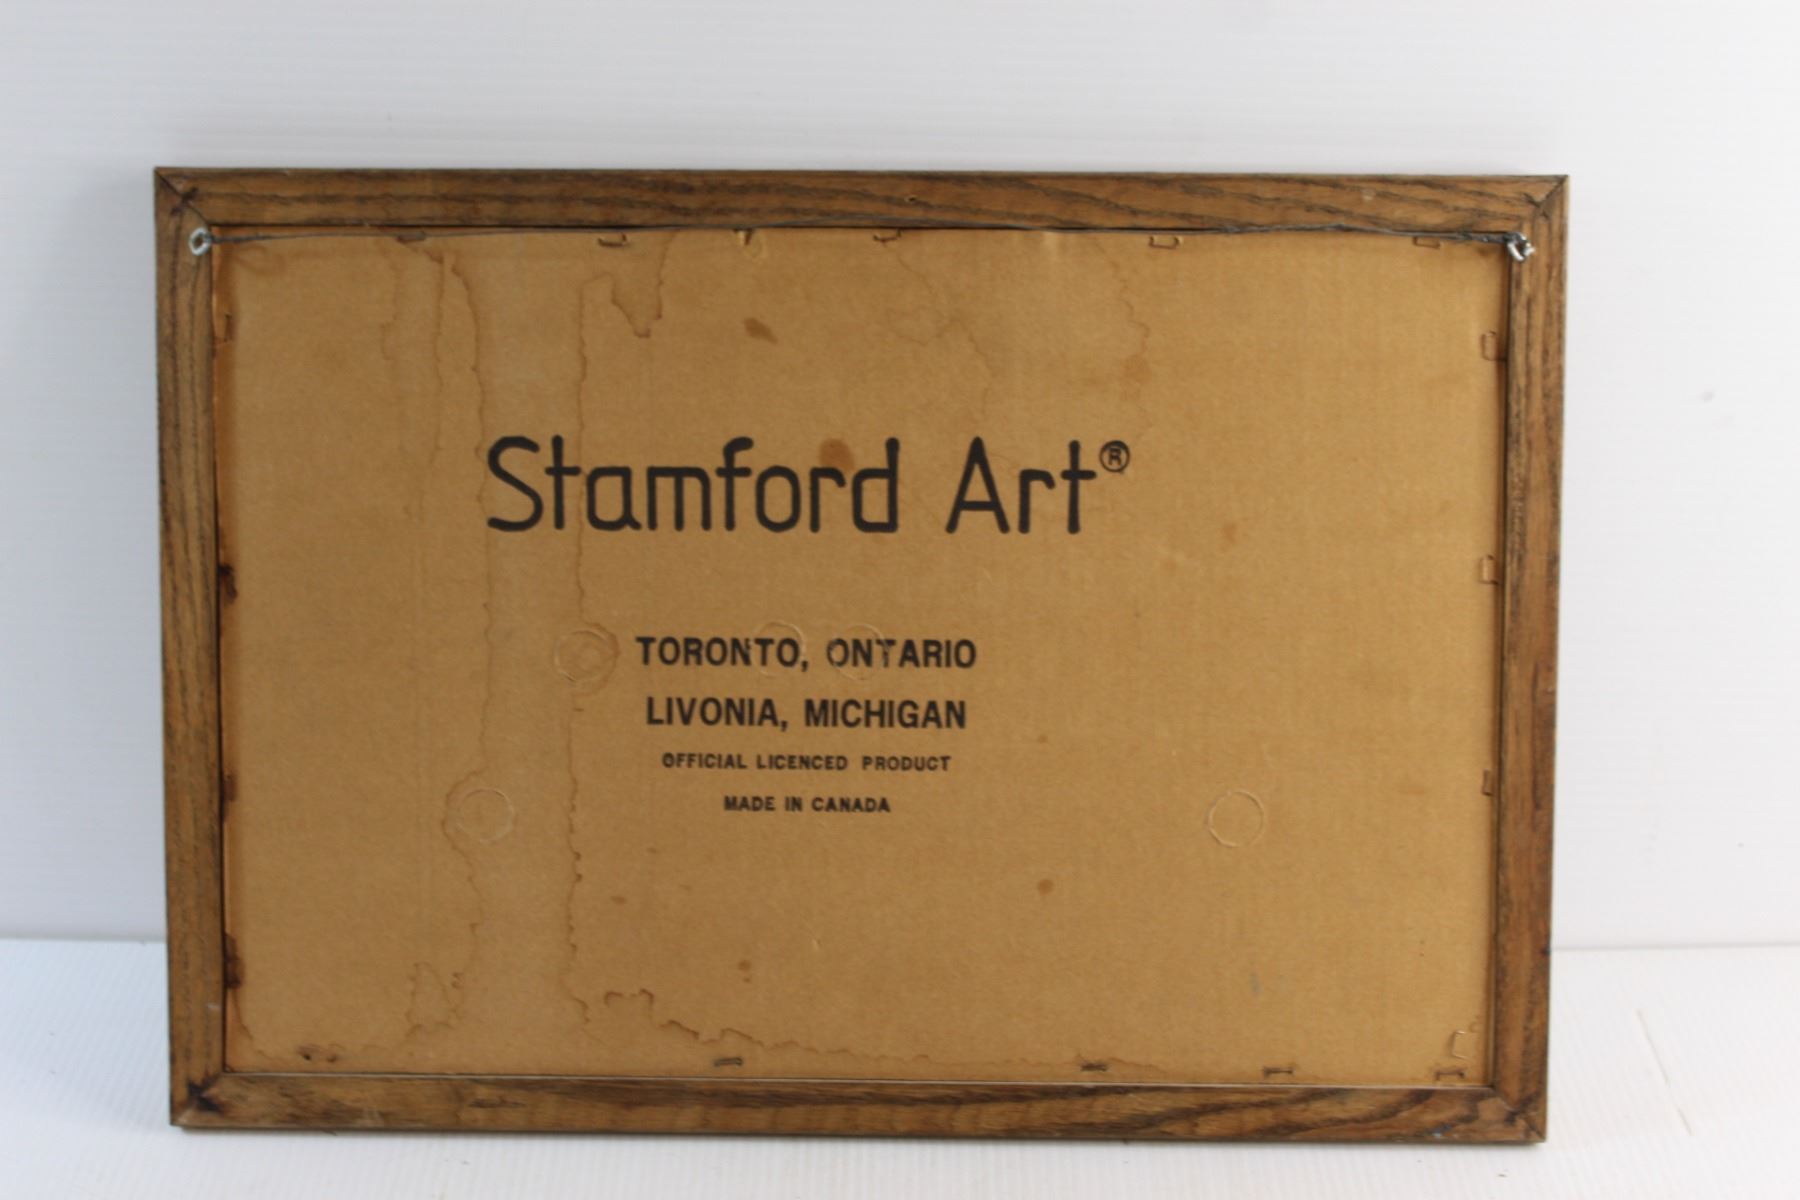 Stamford Art®
TORONTO, ONTARIO
LIVONIA, MICHIGAN
OFFICIAL LICENCED PRODUCT
MADE IN CANADA